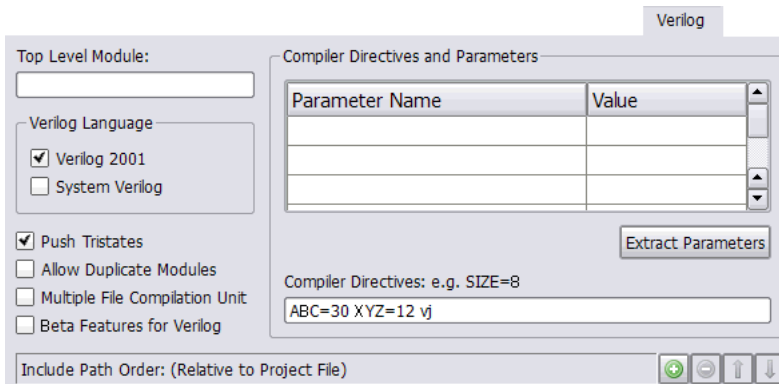 Verilog
Top Level Module:
Compiler Directives and Parameters
Parameter Name Value
Verilog Language
Verilog 2001
System Verilog
Push Tristates
Allow Duplicate Modules
Multiple File Compilation Unit
Beta Features for Verilog
Extract Parameters
Compiler Directives: e.g. SIZE=8
ABC=30 XYZ=12 vj
Include Path Order: (Relative to Project File)